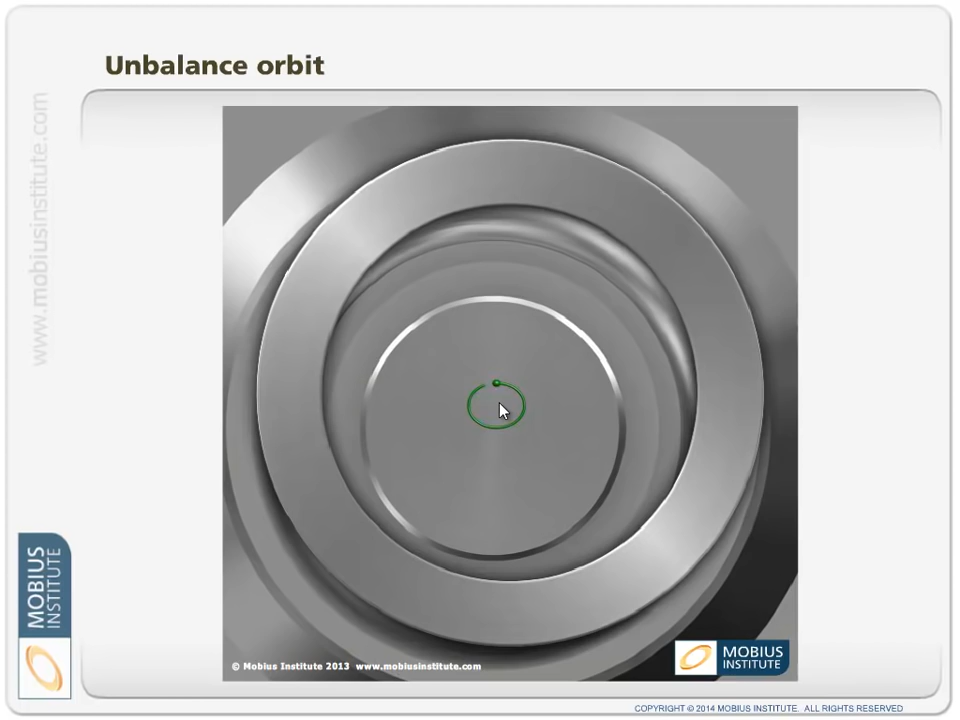 Unbalance orbit
www.mobiusinstitute.com
MOBIUS
INSTITUTE
© Mobius Institute 2013 www.mobiusinstitute.com
MOBIUS
INSTITUTE
COPYRIGHT © 2014 MOBIUS INSTITUTE. ALL RIGHTS RESERVED